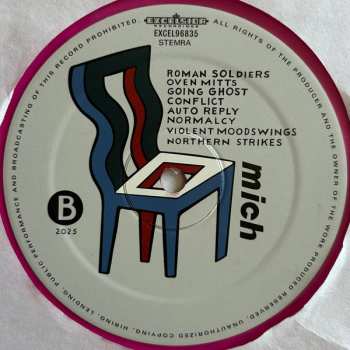 EXCELSIOR
RECORDINGS
EXCEL96835
STEMRA
ROMAN SOLDIERS
OVEN MITTS
GOING GHOST
CONFLICT
AUTO REPLY
NORMALCY
VIOLENT MOODSWINGS
NORTHERN STRIKES
mich
B
2025
ALL RIGHTS OF THE PRODUCER AND THE OWNER OF THE WORK PRODUCED RESERVED. UNAUTHORIZED COPYING, HIRING, LENDING, PUBLIC PERFORMANCE AND BROADCASTING OF THIS RECORD PROHIBITED.